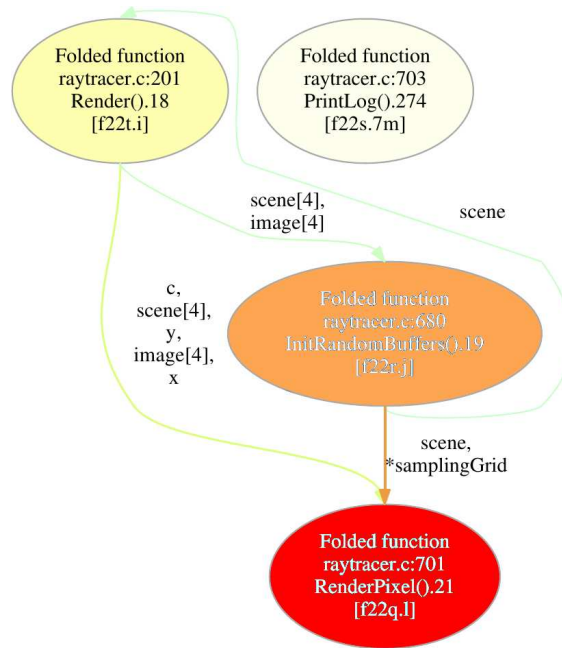 Folded function
raytracer.c:201
Render().18
[f22t.i]
Folded function
raytracer.c:703
PrintLog().274
[f22s.7m]
scene[4],
image[4]
scene
c,
scene[4],
y,
image[4],
x
Folded function
raytracer.c:680
InitRandomBuffers().19
[f22r.j]
scene,
*samplingGrid
Folded function
raytracer.c:701
RenderPixel().21
[f22q.l]